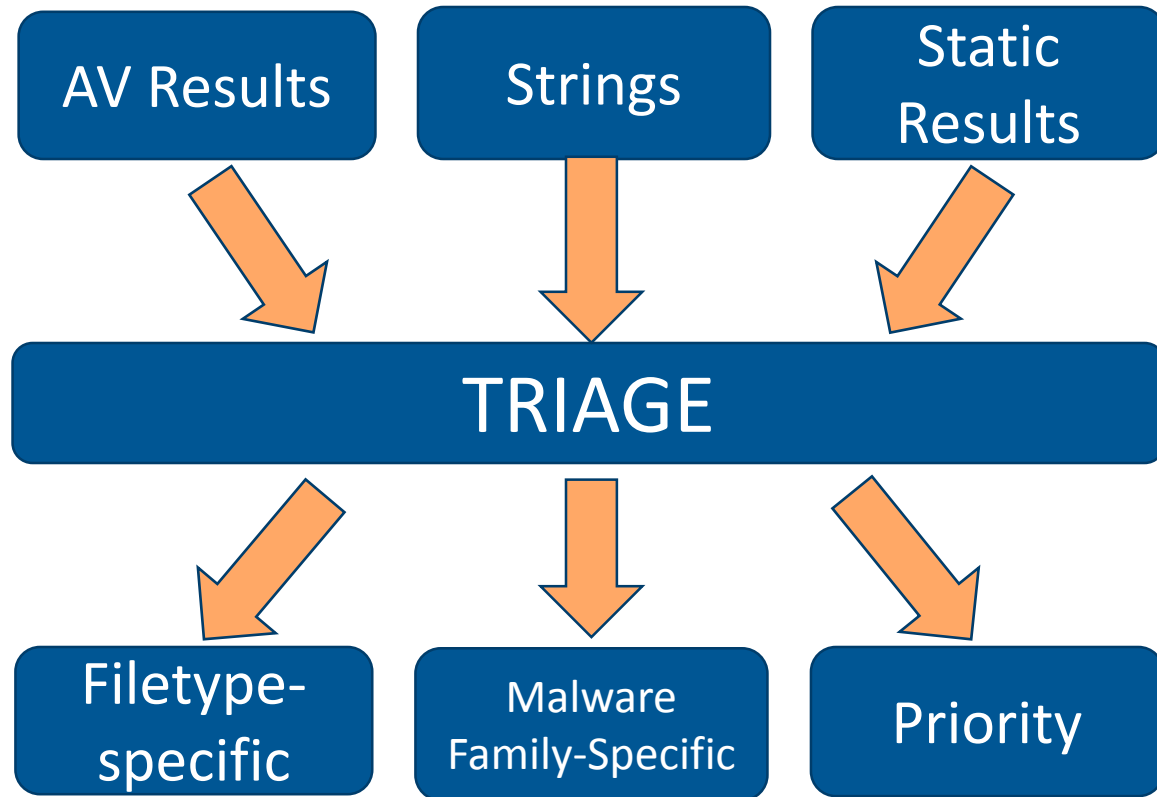 AV Results
Strings
Static
Results
TRIAGE
Filetype-
specific
Malware
Family-Specific
Priority